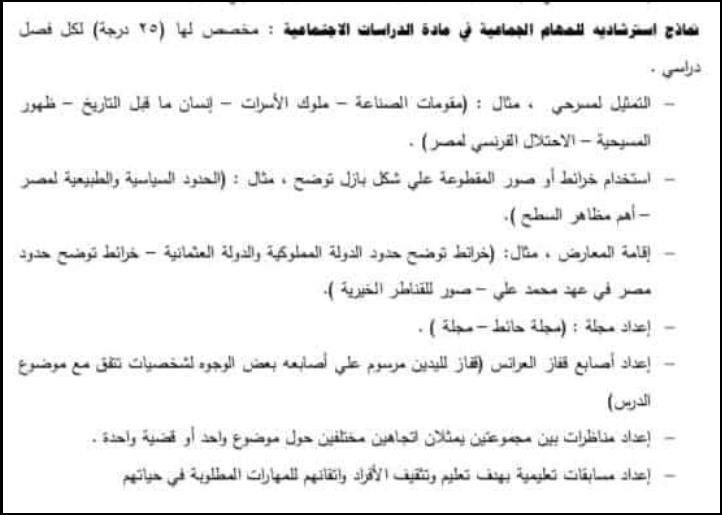 نماذج استرشاديه للمهام الجماعية في مادة الدراسات الاجتماعية : مخصص لها (٢٥ درجة) لكل فصل
دراسي .
– التمثيل لمسرحي ، مثال : (مقومات الصناعة – ملوك الأسرات – إنسان ما قبل التاريخ – ظهور
المسيحية – الاحتلال الفرنسي لمصر) .
– استخدام خرائط أو صور المقطوعة علي شكل بازل توضح ، مثال : (الحدود السياسية والطبيعية لمصر
– أهم مظاهر السطح ).
– إقامة المعارض ، مثال: (خرائط توضح حدود الدولة المملوكية والدولة العثمانية – خرائط توضح حدود
مصر في عهد محمد علي – صور للقناطر الخيرية ).
– إعداد مجلة : (مجلة حائط – مجلة ) .
– إعداد أصابع قفاز العرائس (قفاز لليدين مرسوم علي أصابعه بعض الوجوه لشخصيات تتفق مع موضوع
الدرس)
– إعداد مناظرات بين مجموعتين يمثلان اتجاهين مختلفين حول موضوع واحد أو قضية واحدة .
– إعداد مسابقات تعليمية بهدف تعليم وتثقيف الأفراد واتقانهم للمهارات المطلوبة في حياتهم